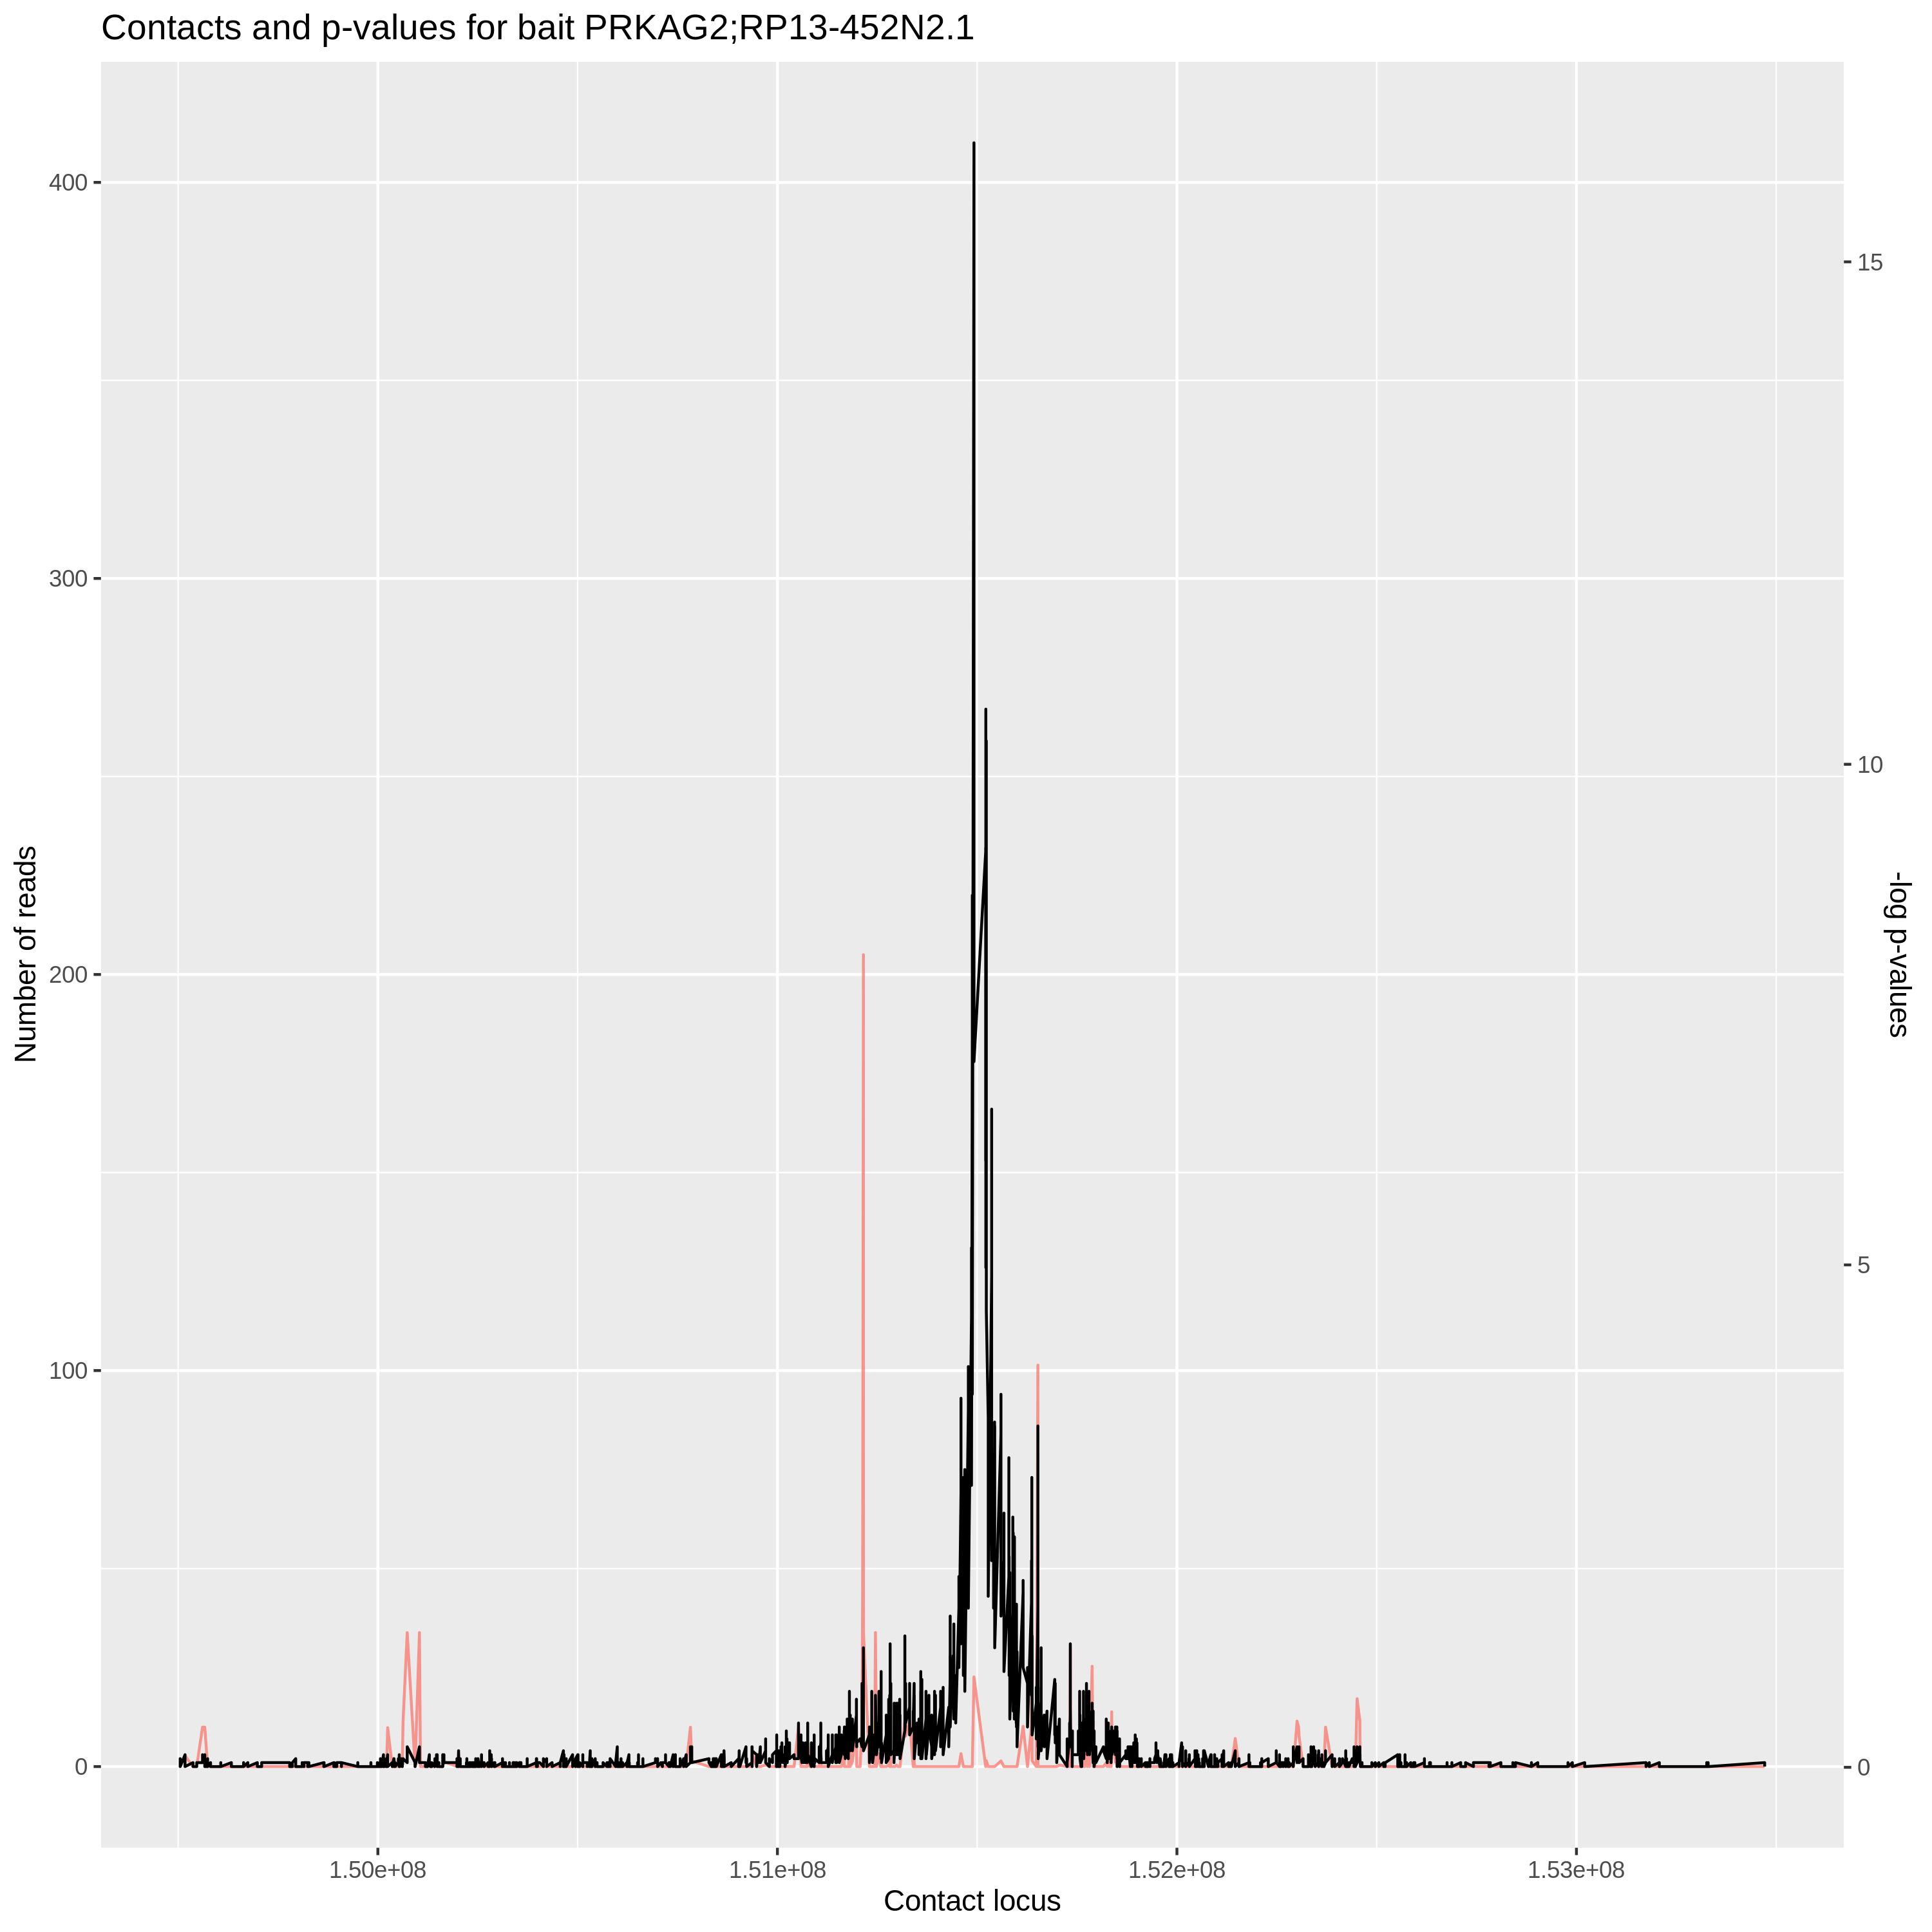 Contacts and p-values for bait PRKAG2;RP13-452N2.1
400
300
200
100
0
Number of reads
15
10
5
0
-log p-values
1.50e+08
1.51e+08
1.52e+08
1.53e+08
Contact locus